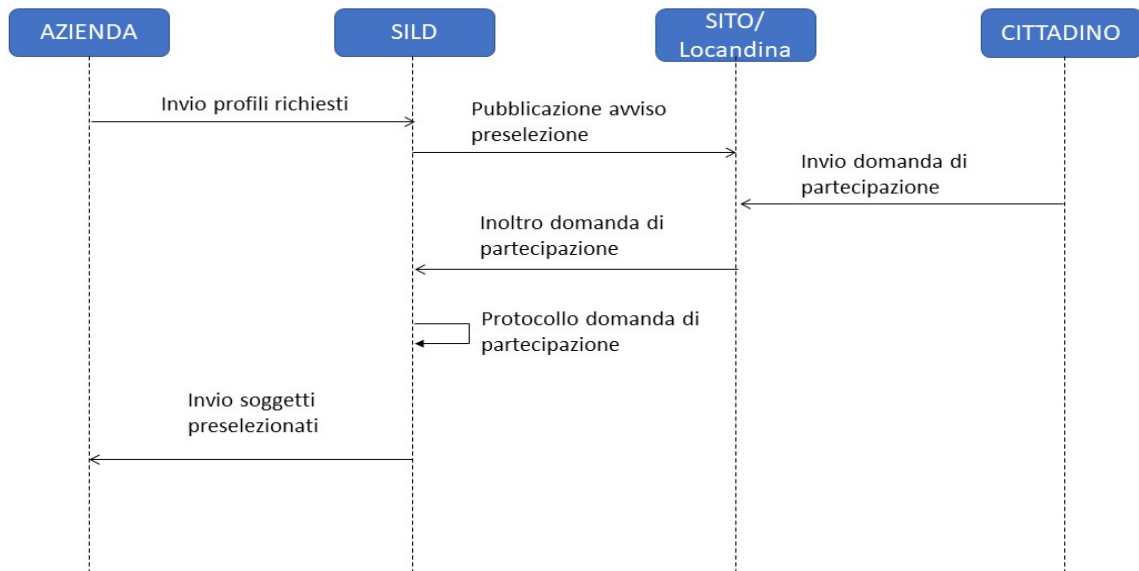 AZIENDA
SILD
SITO/
Locandina
CITTADINO
Invio profili richiesti
Pubblicazione avviso
preselezione
Invio domanda di
partecipazione
Inoltro domanda di
partecipazione
Protocollo domanda di
partecipazione
Invio soggetti
preselezionati